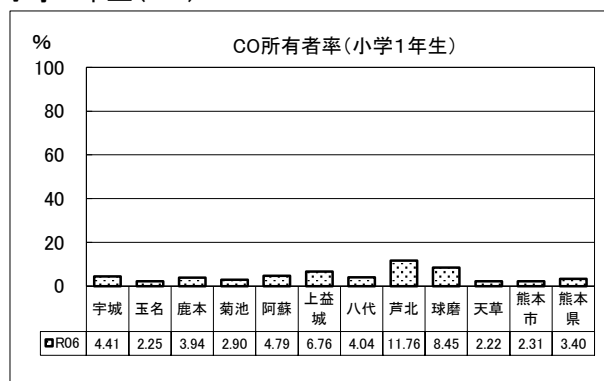 %
CO所有者率(小学1年生)
100
80
60
40
20
0
宇城 玉名 鹿本 菊池 阿蘇 上益城 八代 芦北 球磨 天草 熊本市 熊本県
R06 4.41 2.25 3.94 2.90 4.79 6.76 4.04 11.76 8.45 2.22 2.31 3.40